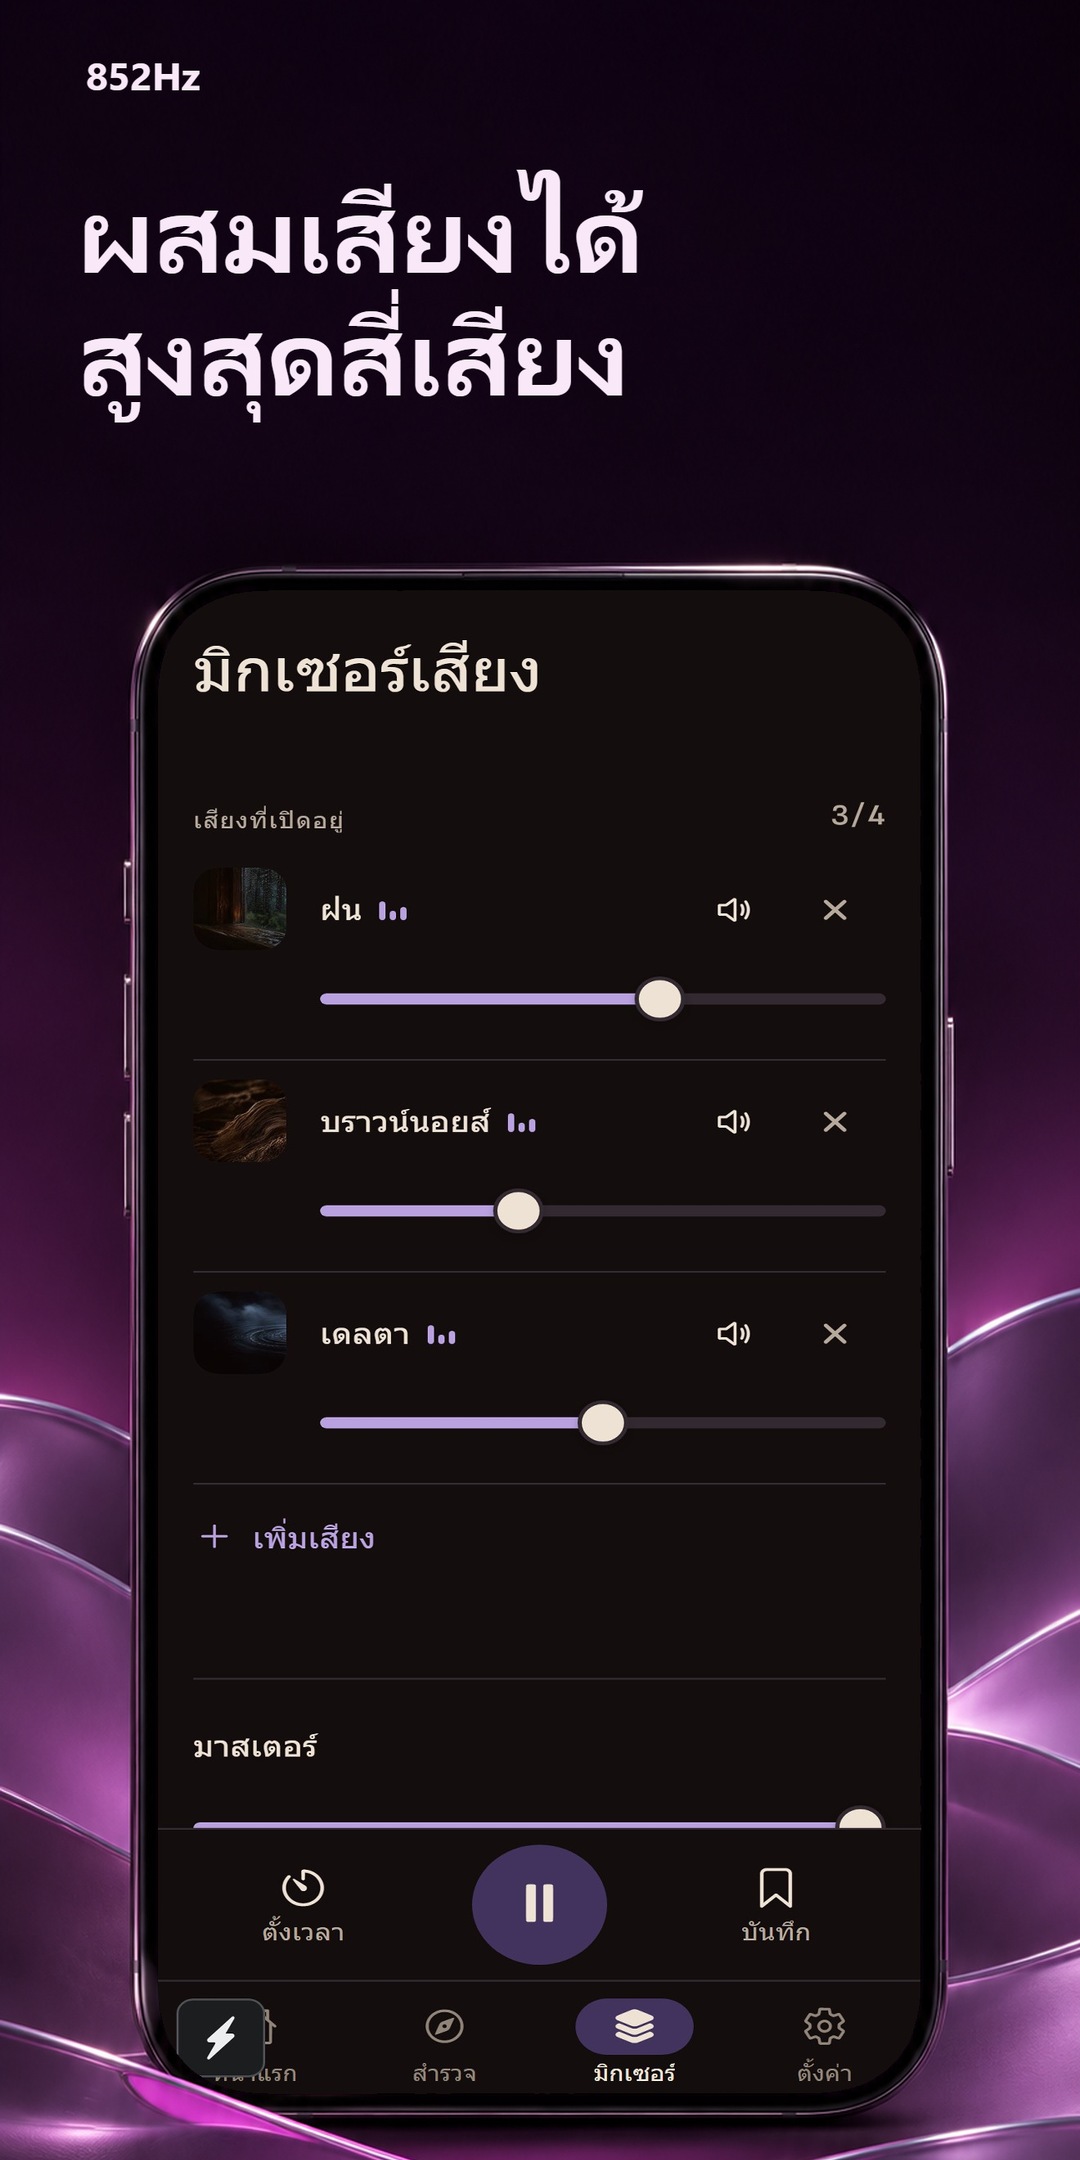 852Hz
ผสมเสียงได้
สูงสุดสี่เสียง
มิกเซอร์เสียง
เสียงที่เปิดอยู่ 3/4
ฝน
บราวน์นอยส์
เดลตา
เพิ่มเสียง
มาสเตอร์
ตั้งเวลา บันทึก
สำรวจ มิกเซอร์ ตั้งค่า